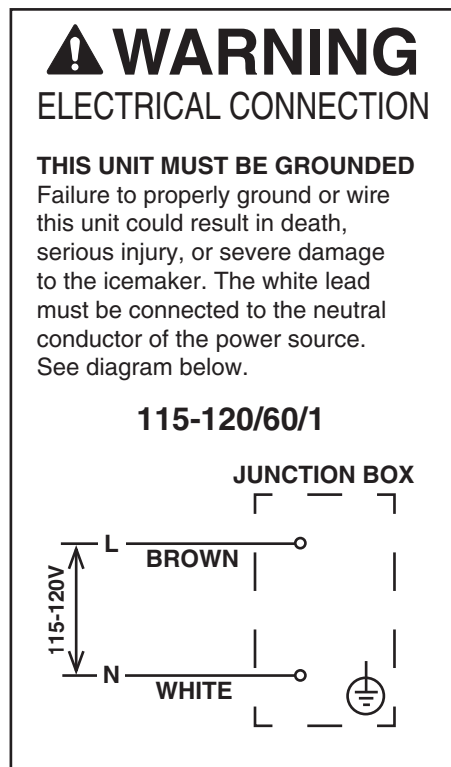 WARNING
ELECTRICAL CONNECTION
THIS UNIT MUST BE GROUNDED
Failure to properly ground or wire
this unit could result in death,
serious injury, or severe damage
to the icemaker. The white lead
must be connected to the neutral
conductor of the power source.
See diagram below.
115-120/60/1
JUNCTION BOX
L
BROWN
115-120V
N
WHITE